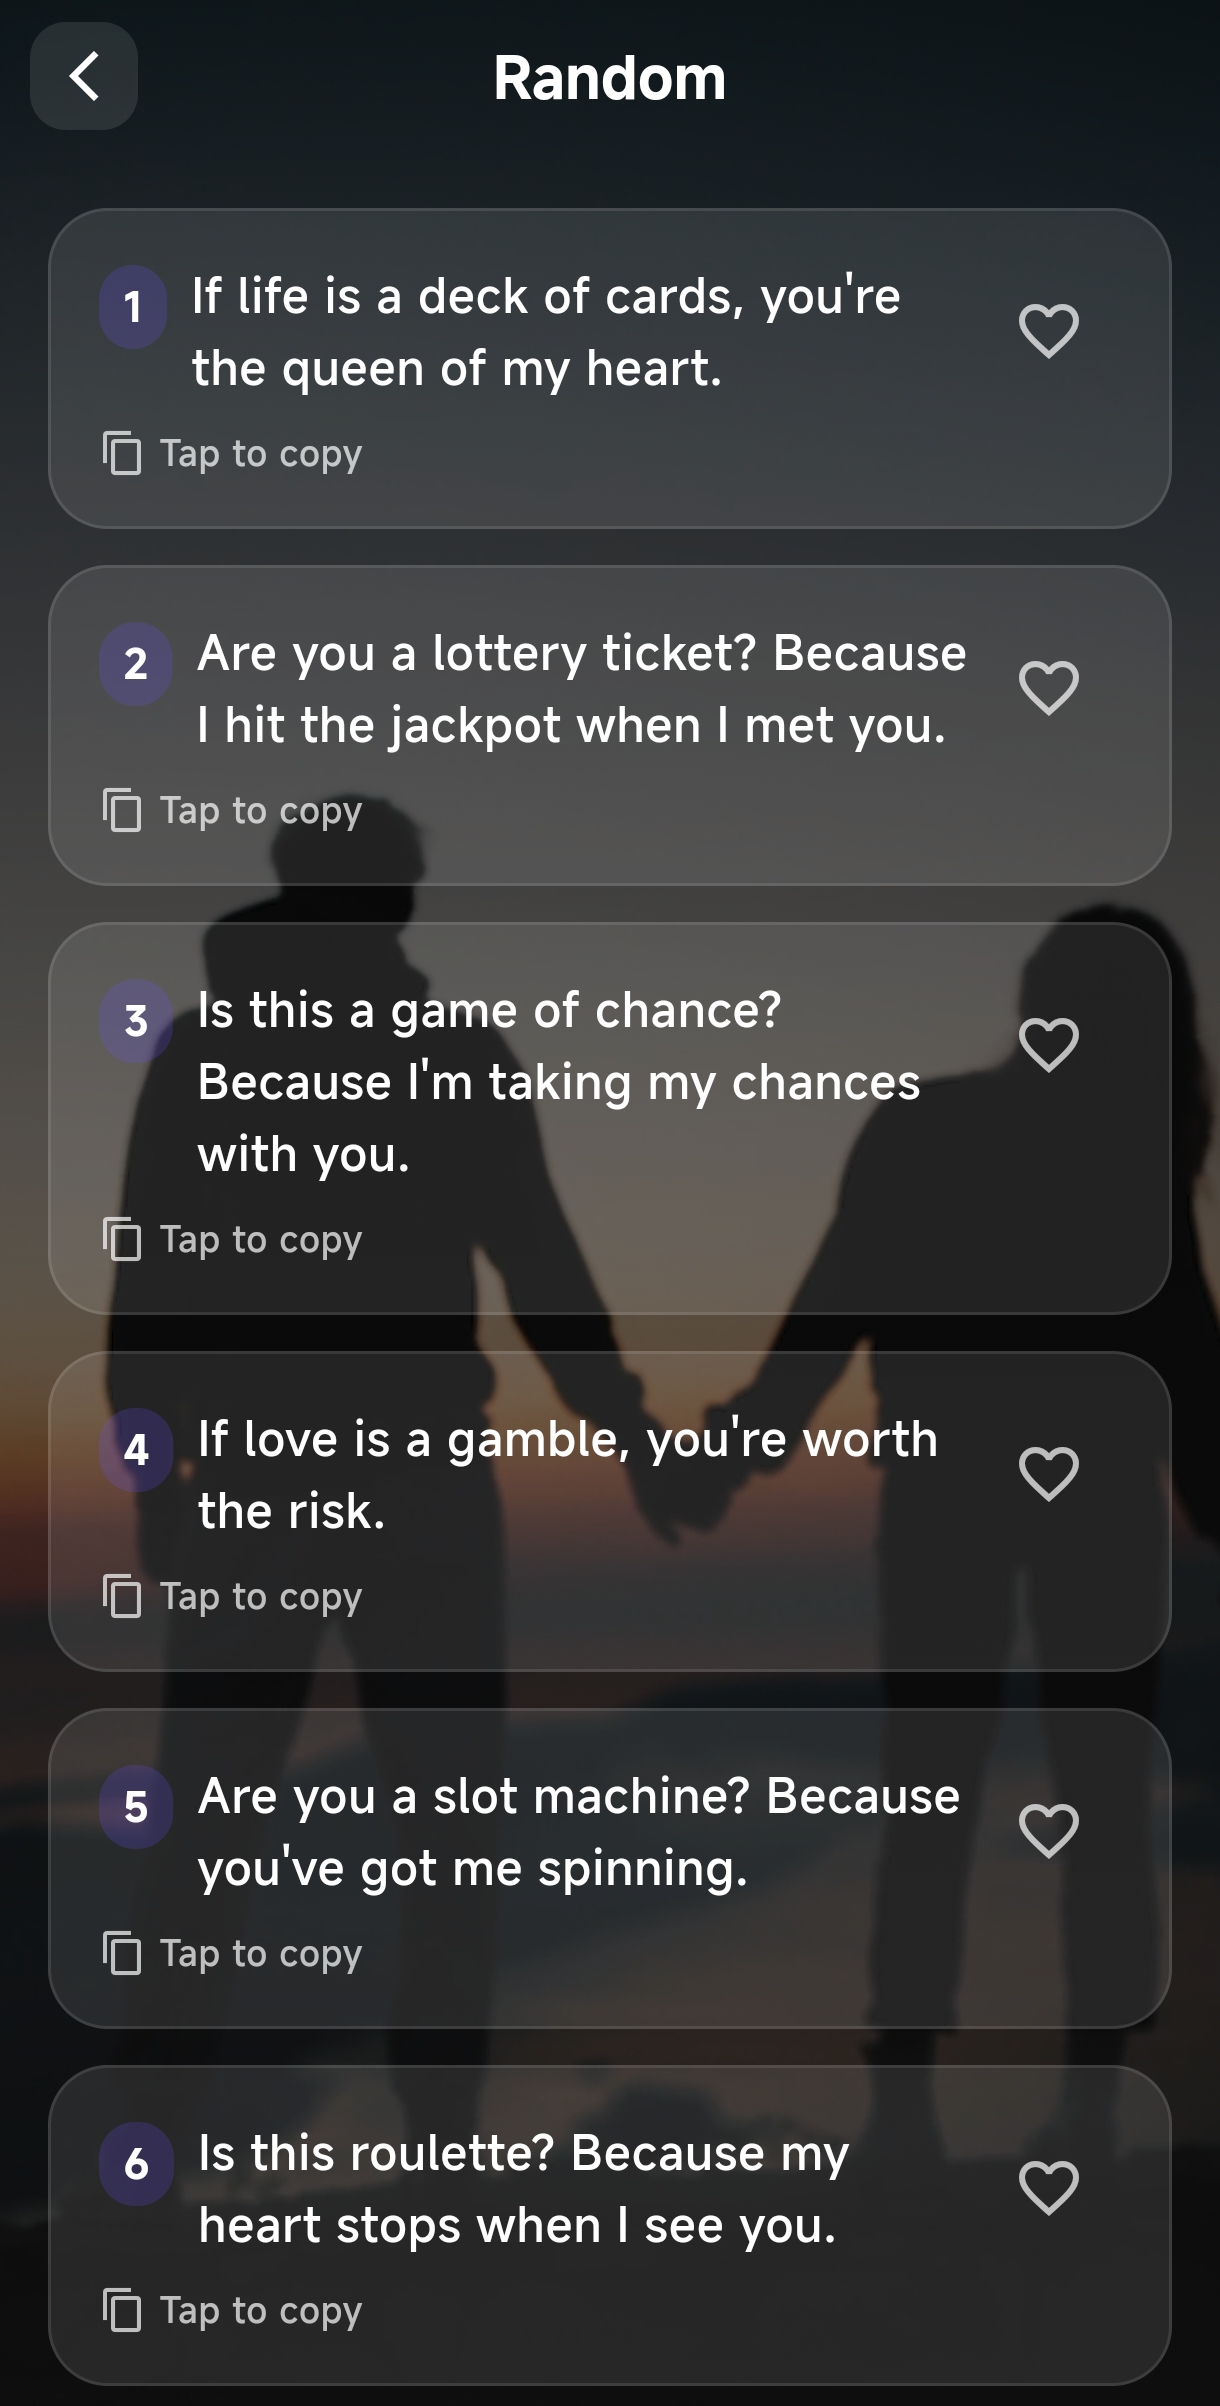 Random
1
If life is a deck of cards, you're
the queen of my heart.
Tap to copy
2
Are you a lottery ticket? Because
I hit the jackpot when I met you.
Tap to copy
3
Is this a game of chance?
Because I'm taking my chances
with you.
Tap to copy
4
If love is a gamble, you're worth
the risk.
Tap to copy
5
Are you a slot machine? Because
you've got me spinning.
Tap to copy
6
Is this roulette? Because my
heart stops when I see you.
Tap to copy